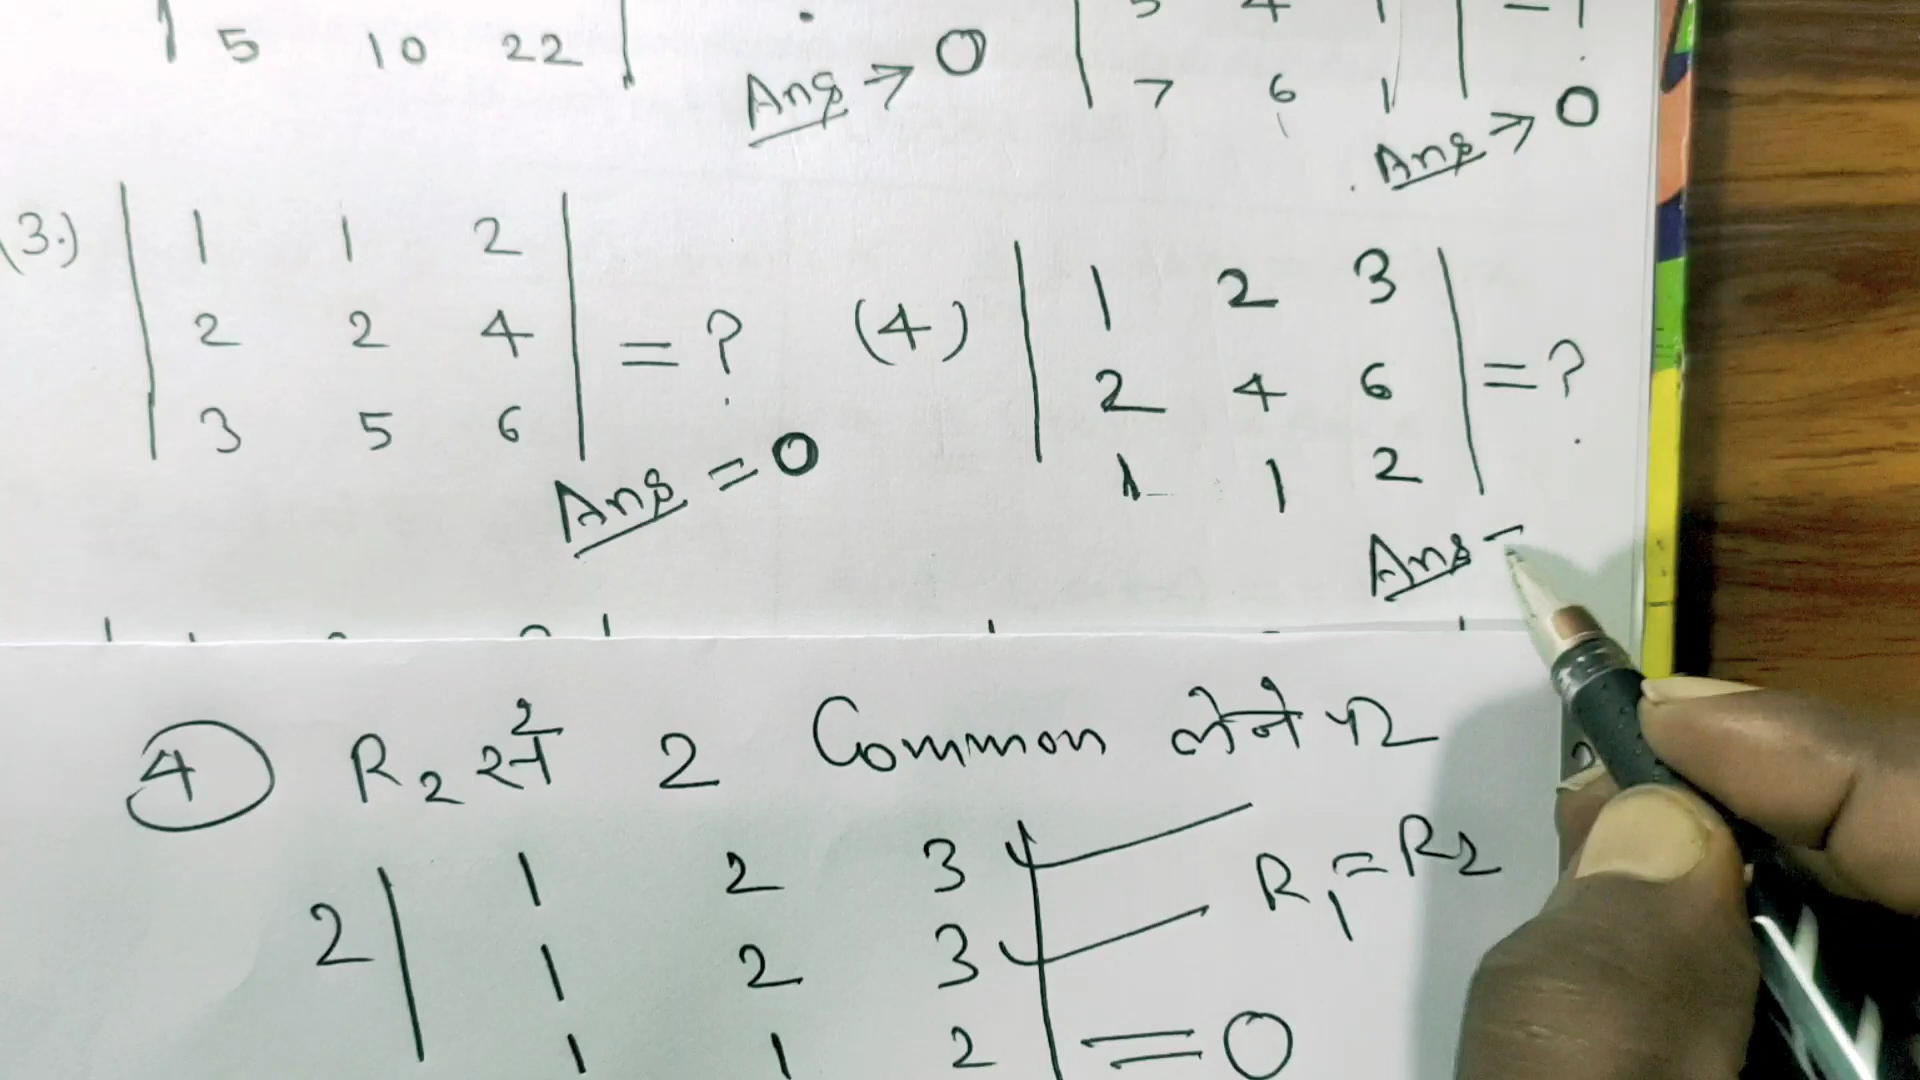 5 10 22
Ans → 0
7 6 1
Ans → 0
(3.)
1 1 2
2 2 4
3 5 6
= ?
Ans = 0
(4)
1 2 3
2 4 6
1 1 2
= ?
Ans
4 R2 से 2 Common लेने पर
2
1 2 3
1 2 3
1 1 2
R1 = R2
= 0